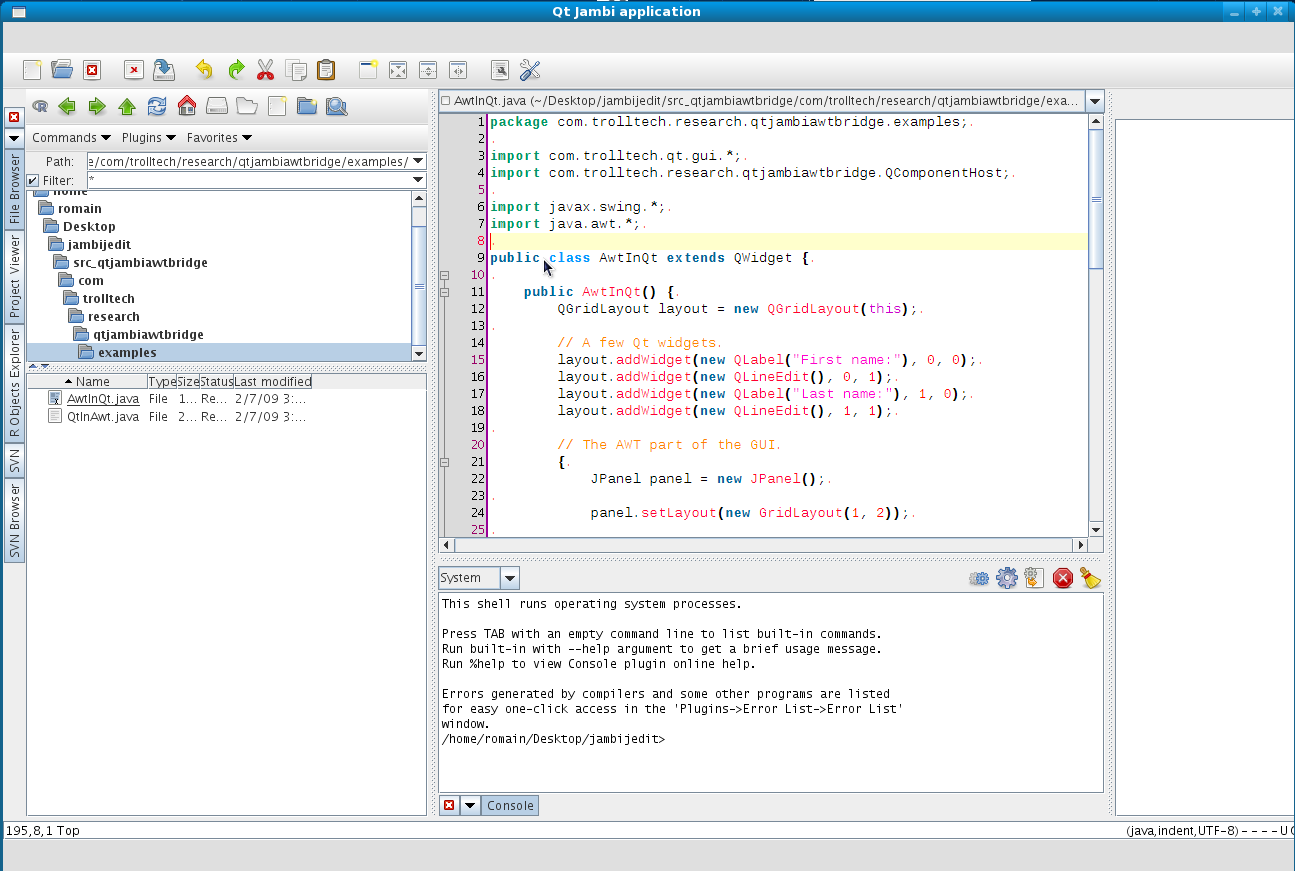 Qt Jambi application
Commands Plugins Favorites
Path: e/com/trolltech/research/qtjambiawtbridge/examples/
Filter: *
home
romain
Desktop
jambijedit
src_qtjambiawtbridge
com
trolltech
research
qtjambiawtbridge
examples
Name Type Size Status Last modified
AwtInQt.java File 1... Re... 2/7/09 3:...
QtInAwt.java File 2... Re... 2/7/09 3:...
File Browser
Project Viewer
R Objects Explorer
SVN
SVN Browser
AwtInQt.java (~/Desktop/jambijedit/src_qtjambiawtbridge/com/trolltech/research/qtjambiawtbridge/exa...
1 package com.trolltech.research.qtjambiawtbridge.examples;.
2 .
3 import com.trolltech.qt.gui.*;.
4 import com.trolltech.research.qtjambiawtbridge.QComponentHost;.
5 .
6 import javax.swing.*;.
7 import java.awt.*;.
8 .
9 public class AwtInQt extends QWidget {.
10 .
11 public AwtInQt() {.
12 QGridLayout layout = new QGridLayout(this);.
13 .
14 // A few Qt widgets.
15 layout.addWidget(new QLabel("First name:"), 0, 0);.
16 layout.addWidget(new QLineEdit(), 0, 1);.
17 layout.addWidget(new QLabel("Last name:"), 1, 0);.
18 layout.addWidget(new QLineEdit(), 1, 1);.
19 .
20 // The AWT part of the GUI.
21 {.
22 JPanel panel = new JPanel();.
23 .
24 panel.setLayout(new GridLayout(1, 2));.
25 .
System
This shell runs operating system processes.
Press TAB with an empty command line to list built-in commands.
Run built-in with --help argument to get a brief usage message.
Run %help to view Console plugin online help.
Errors generated by compilers and some other programs are listed
for easy one-click access in the 'Plugins->Error List->Error List'
window.
/home/romain/Desktop/jambijedit>
Console
195,8,1 Top
(java,indent,UTF-8) - - - - U